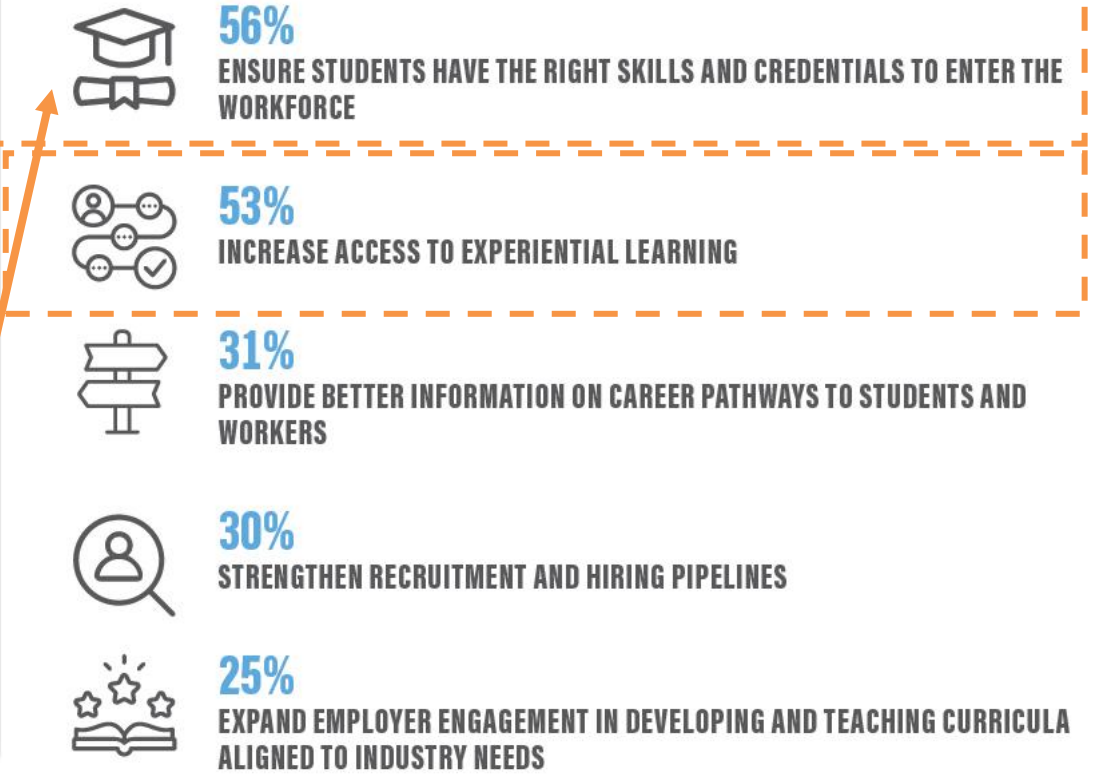 56%
ENSURE STUDENTS HAVE THE RIGHT SKILLS AND CREDENTIALS TO ENTER THE
WORKFORCE
53%
INCREASE ACCESS TO EXPERIENTIAL LEARNING
31%
PROVIDE BETTER INFORMATION ON CAREER PATHWAYS TO STUDENTS AND
WORKERS
30%
STRENGTHEN RECRUITMENT AND HIRING PIPELINES
25%
EXPAND EMPLOYER ENGAGEMENT IN DEVELOPING AND TEACHING CURRICULA
ALIGNED TO INDUSTRY NEEDS